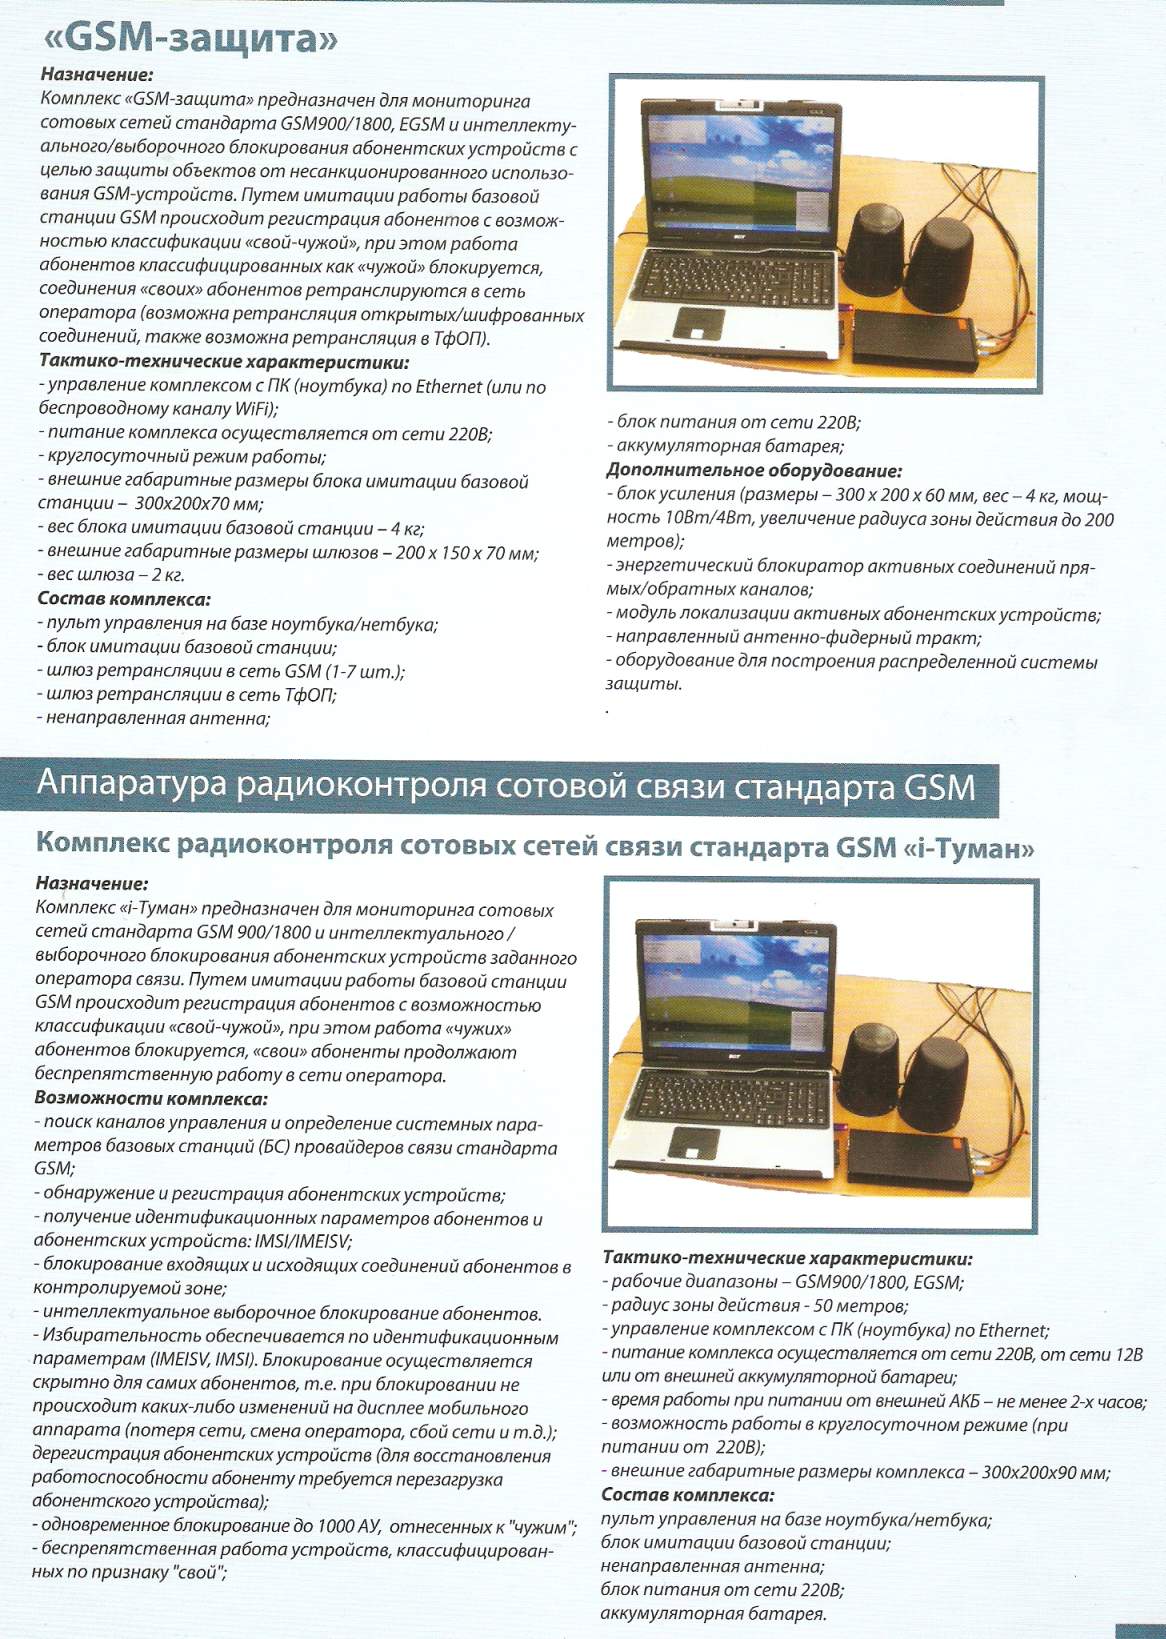 «GSM-защита»
Назначение:
Комплекс «GSM-защита» предназначен для мониторинга
сотовых сетей стандарта GSM900/1800, EGSM и интеллекту-
ального/выборочного блокирования абонентских устройств с
целью защиты объектов от несанкционированного использо-
вания GSM-устройств. Путем имитации работы базовой
станции GSM происходит регистрация абонентов с возмож-
ностью классификации «свой-чужой», при этом работа
абонентов классифицированных как «чужой» блокируется,
соединения «своих» абонентов ретранслируются в сеть
оператора (возможна ретрансляция открытых/шифрованных
соединений, также возможна ретрансляция в ТфОП).
Тактико-технические характеристики:
- управление комплексом с ПК (ноутбука) по Ethernet (или по
беспроводному каналу WiFi);
- питание комплекса осуществляется от сети 220В;
- круглосуточный режим работы;
- внешние габаритные размеры блока имитации базовой
станции – 300х200х70 мм;
- вес блока имитации базовой станции – 4 кг;
- внешние габаритные размеры шлюзов – 200 х 150 х 70 мм;
- вес шлюза – 2 кг.
Состав комплекса:
- пульт управления на базе ноутбука/нетбука;
- блок имитации базовой станции;
- шлюз ретрансляции в сеть GSM (1-7 шт.);
- шлюз ретрансляции в сеть ТфОП;
- ненаправленная антенна;
- блок питания от сети 220В;
- аккумуляторная батарея;
Дополнительное оборудование:
- блок усиления (размеры – 300 х 200 х 60 мм, вес – 4 кг, мощ-
ность 10Вт/4Вт, увеличение радиуса зоны действия до 200
метров);
- энергетический блокиратор активных соединений пря-
мых/обратных каналов;
- модуль локализации активных абонентских устройств;
- направленный антенно-фидерный тракт;
- оборудование для построения распределенной системы
защиты.
.
Аппаратура радиоконтроля сотовой связи стандарта GSM
Комплекс радиоконтроля сотовых сетей связи стандарта GSM «i-Туман»
Назначение:
Комплекс «i-Туман» предназначен для мониторинга сотовых
сетей стандарта GSM 900/1800 и интеллектуального /
выборочного блокирования абонентских устройств заданного
оператора связи. Путем имитации работы базовой станции
GSM происходит регистрация абонентов с возможностью
классификации «свой-чужой», при этом работа «чужих»
абонентов блокируется, «свои» абоненты продолжают
беспрепятственную работу в сети оператора.
Возможности комплекса:
- поиск каналов управления и определение системных пара-
метров базовых станций (БС) провайдеров связи стандарта
GSM;
- обнаружение и регистрация абонентских устройств;
- получение идентификационных параметров абонентов и
абонентских устройств: IMSI/IMEISV;
- блокирование входящих и исходящих соединений абонентов в
контролируемой зоне;
- интеллектуальное выборочное блокирование абонентов.
- Избирательность обеспечивается по идентификационным
параметрам (IMEISV, IMSI). Блокирование осуществляется
скрытно для самих абонентов, т.е. при блокировании не
происходит каких-либо изменений на дисплее мобильного
аппарата (потеря сети, смена оператора, сбой сети и т.д.);
дерегистрация абонентских устройств (для восстановления
работоспособности абоненту требуется перезагрузка
абонентского устройства);
- одновременное блокирование до 1000 АУ, отнесенных к "чужим";
- беспрепятственная работа устройств, классифицирован-
ных по признаку "свой";
Тактико-технические характеристики:
- рабочие диапазоны – GSM900/1800, EGSM;
- радиус зоны действия - 50 метров;
- управление комплексом с ПК (ноутбука) по Ethernet;
- питание комплекса осуществляется от сети 220В, от сети 12В
или от внешней аккумуляторной батареи;
- время работы при питании от внешней АКБ – не менее 2-х часов;
- возможность работы в круглосуточном режиме (при
питании от 220В);
- внешние габаритные размеры комплекса – 300х200х90 мм;
Состав комплекса:
пульт управления на базе ноутбука/нетбука;
блок имитации базовой станции;
ненаправленная антенна;
блок питания от сети 220В;
аккумуляторная батарея.